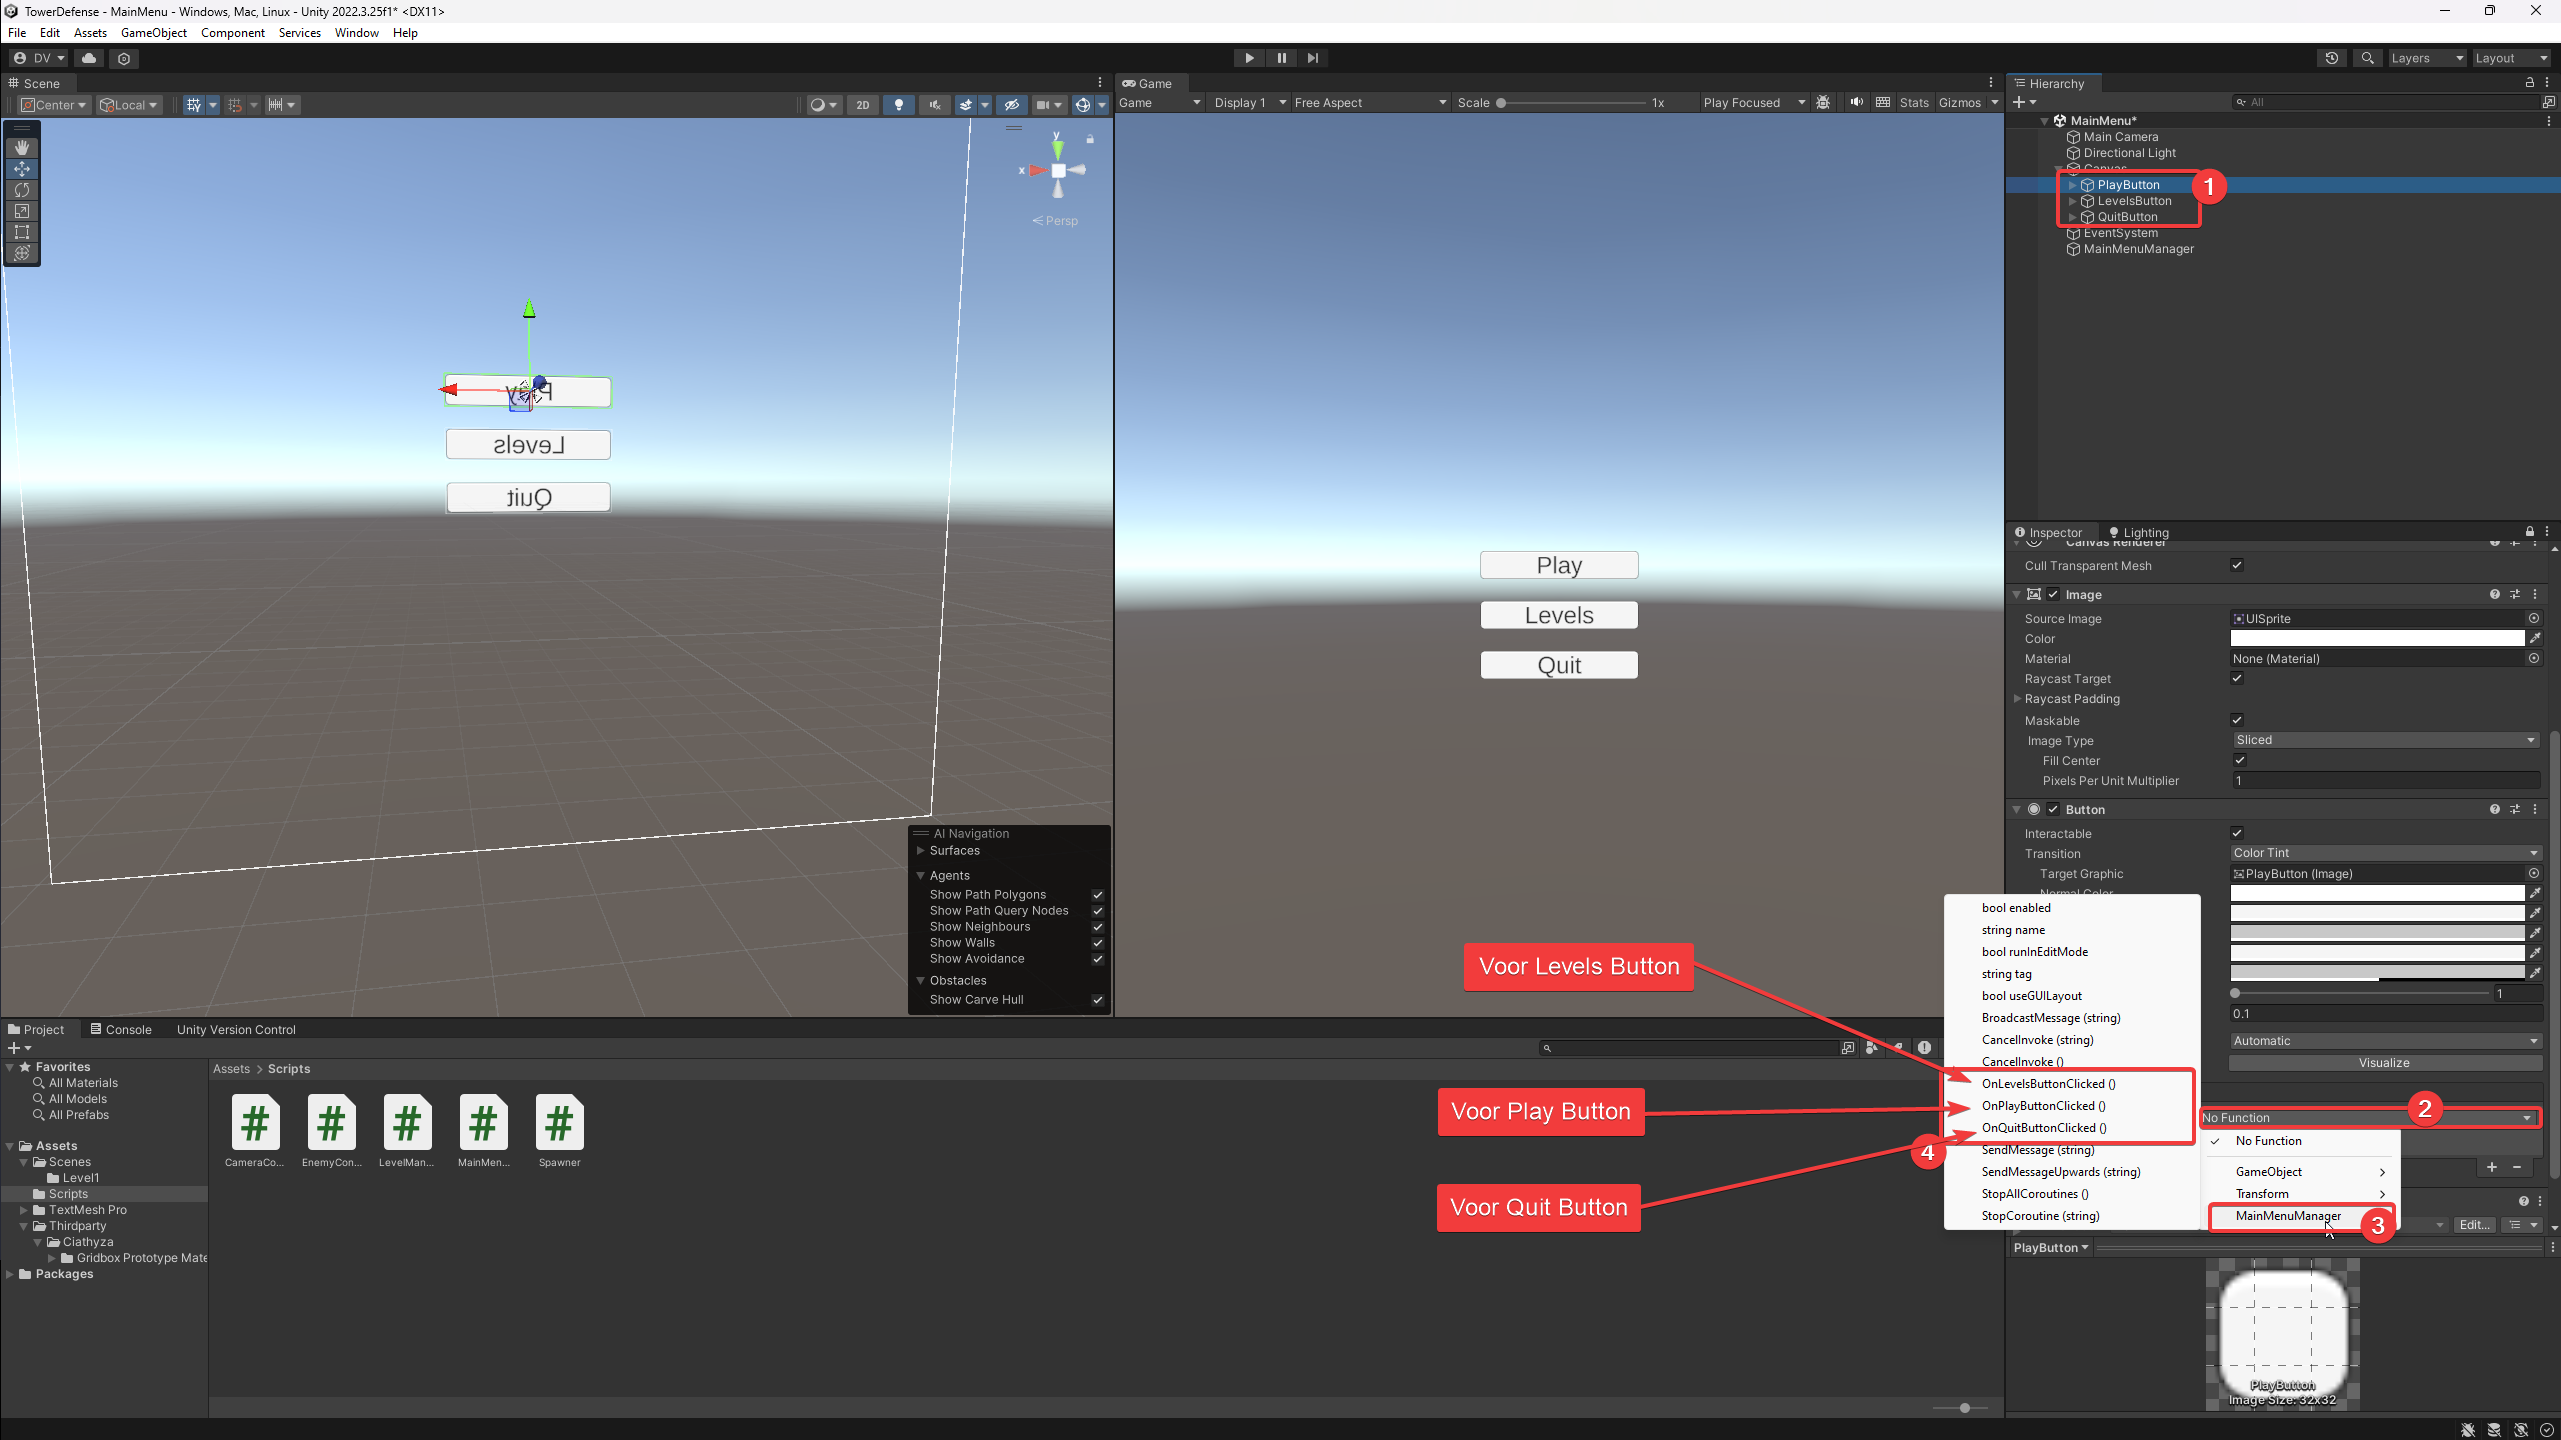 TowerDefense - MainMenu - Windows, Mac, Linux - Unity 2022.3.25f1* <DX11>
File Edit Assets GameObject Component Services Window Help
DV
Layers
Layout
Scene
Center
Local
2D
y
x
Persp
Play
Levels
Quit
AI Navigation
Surfaces
Agents
Show Path Polygons
Show Path Query Nodes
Show Neighbours
Show Walls
Show Avoidance
Obstacles
Show Carve Hull
Game
Game
Display 1
Free Aspect
Scale
1x
Play Focused
Stats
Gizmos
Play
Levels
Quit
Hierarchy
All
MainMenu*
Main Camera
Directional Light
Canvas
PlayButton
LevelsButton
QuitButton
EventSystem
MainMenuManager
1
Inspector
Lighting
Canvas Renderer
Cull Transparent Mesh
Image
Source Image
UISprite
Color
Material
None (Material)
Raycast Target
Raycast Padding
Maskable
Image Type
Sliced
Fill Center
Pixels Per Unit Multiplier
1
Button
Interactable
Transition
Color Tint
Target Graphic
PlayButton (Image)
Normal Color
1
0.1
Automatic
Visualize
2
No Function
No Function
GameObject
Transform
MainMenuManager
3
Edit...
bool enabled
string name
bool runInEditMode
string tag
bool useGUILayout
BroadcastMessage (string)
CancelInvoke (string)
CancelInvoke ()
OnLevelsButtonClicked ()
OnPlayButtonClicked ()
OnQuitButtonClicked ()
SendMessage (string)
SendMessageUpwards (string)
StopAllCoroutines ()
StopCoroutine (string)
4
Voor Levels Button
Voor Play Button
Voor Quit Button
PlayButton
PlayButton
Image Size: 32x32
Project
Console
Unity Version Control
Favorites
All Materials
All Models
All Prefabs
Assets
Scenes
Level1
Scripts
TextMesh Pro
Thirdparty
Ciathyza
Gridbox Prototype Mate
Packages
Assets > Scripts
CameraCo...
EnemyCon...
LevelMan...
MainMen...
Spawner